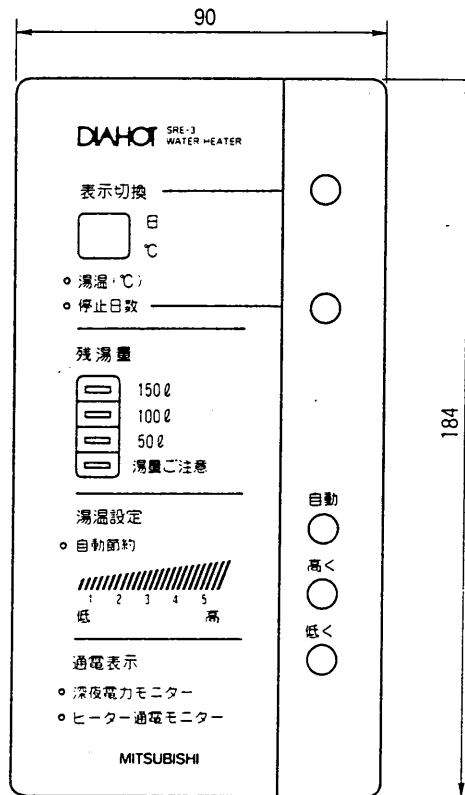 90
DIAHOT SRE-3
WATER HEATER
表示切換
日
℃
湯温(℃)
停止日数
残湯量
150ℓ
100ℓ
50ℓ
湯量ご注意
湯温設定
自動節約
1 2 3 4 5
低 高
通電表示
深夜電力モニター
ヒーター通電モニター
MITSUBISHI
自動
高く
低く
184